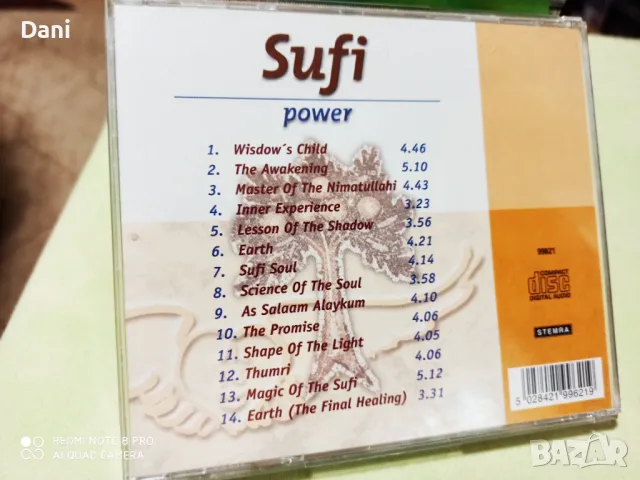 Dani
Sufi
power
1. Wisdow´s Child 4.46
2. The Awakening 5.10
3. Master Of The Nimatullahi 4.43
4. Inner Experience 3.23
5. Lesson Of The Shadow 3.56
6. Earth 4.21
7. Sufi Soul 4.14
8. Science Of The Soul 3.58
9. As Salaam Alaykum 4.10
10. The Promise 4.06
11. Shape Of The Light 4.05
12. Thumri 4.06
13. Magic Of The Sufi 5.12
14. Earth (The Final Healing) 3.31
99621
COMPACT
disc
DIGITAL AUDIO
STEMRA
5 028421 996219
REDMI NOTE 8 PRO
AI QUAD CAMERA
BAZAR